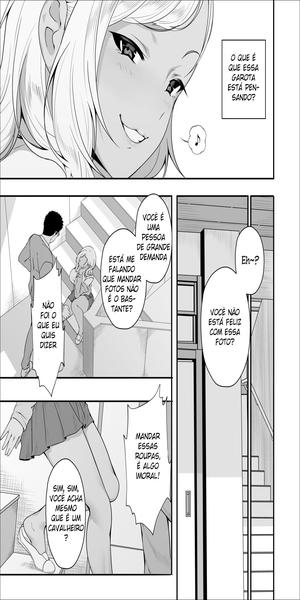 O QUE É
QUE ESSA
GAROTA
ESTÁ PEN-
SANDO?
Eh~?
VOCÊ NÃO
ESTÁ FELIZ
COM ESSA
FOTO?
VOCÊ É
UMA
PESSOA
DE GRANDE
DEMANDA
ESTÁ ME
FALANDO
QUE MANDAR
FOTOS NÃO É
O BAS-
TANTE?
NÃO
FOI O
QUE EU
QUIS
DIZER
MANDAR
ESSAS
ROUPAS,
É ALGO
MORAL!
SIM, SIM,
VOCÊ ACHA
MESMO
QUE É UM
CAVALHEIRO
?